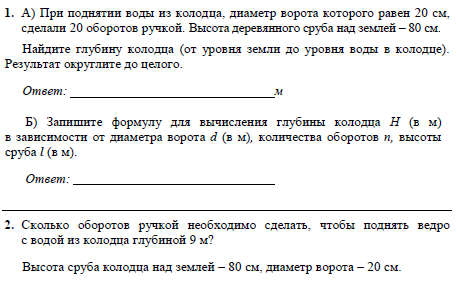 1. А) При поднятии воды из колодца, диаметр ворота которого равен 20 см,
сделали 20 оборотов ручкой. Высота деревянного сруба над землей – 80 см.
Найдите глубину колодца (от уровня земли до уровня воды в колодце).
Результат округлите до целого.
Ответ: __________________________________м
Б) Запишите формулу для вычисления глубины колодца H (в м)
в зависимости от диаметра ворота d (в м), количества оборотов n, высоты
сруба l (в м).
Ответ: __________________________________
2. Сколько оборотов ручкой необходимо сделать, чтобы поднять ведро
с водой из колодца глубиной 9 м?
Высота сруба колодца над землей – 80 см, диаметр ворота – 20 см.